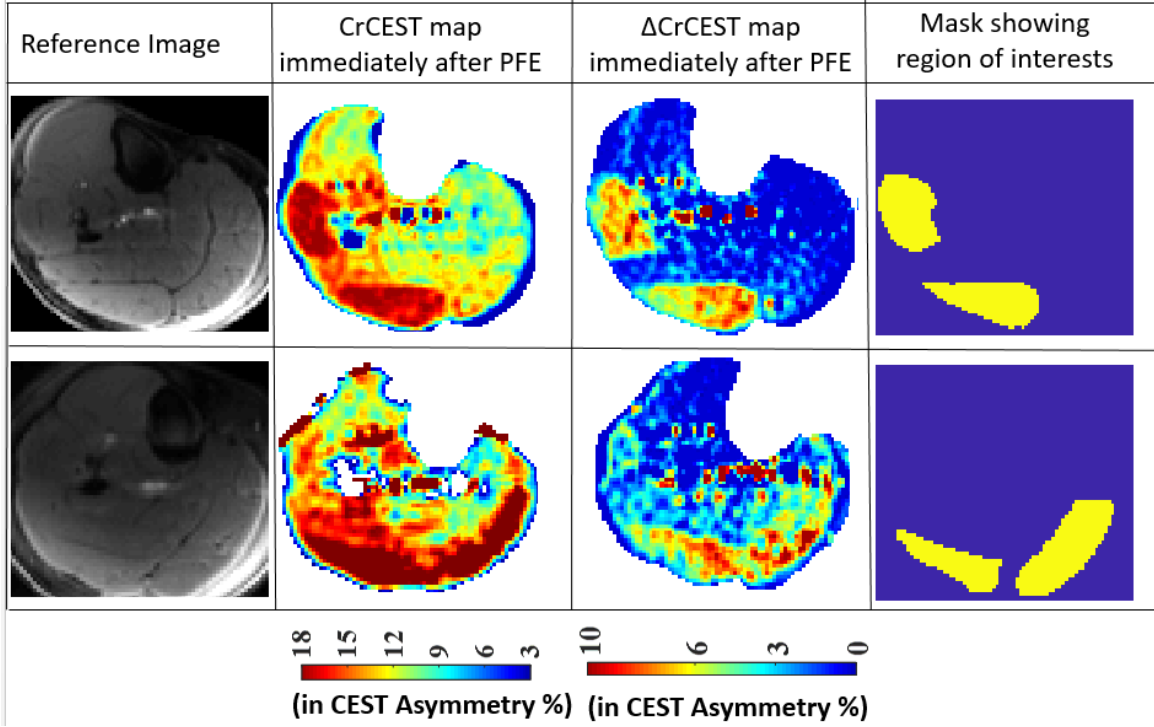 Reference Image
CrCEST map
immediately after PFE
ΔCrCEST map
immediately after PFE
Mask showing
region of interests
18 15 12 9 6 3
(in CEST Asymmetry %)
10 6 3 0
(in CEST Asymmetry %)